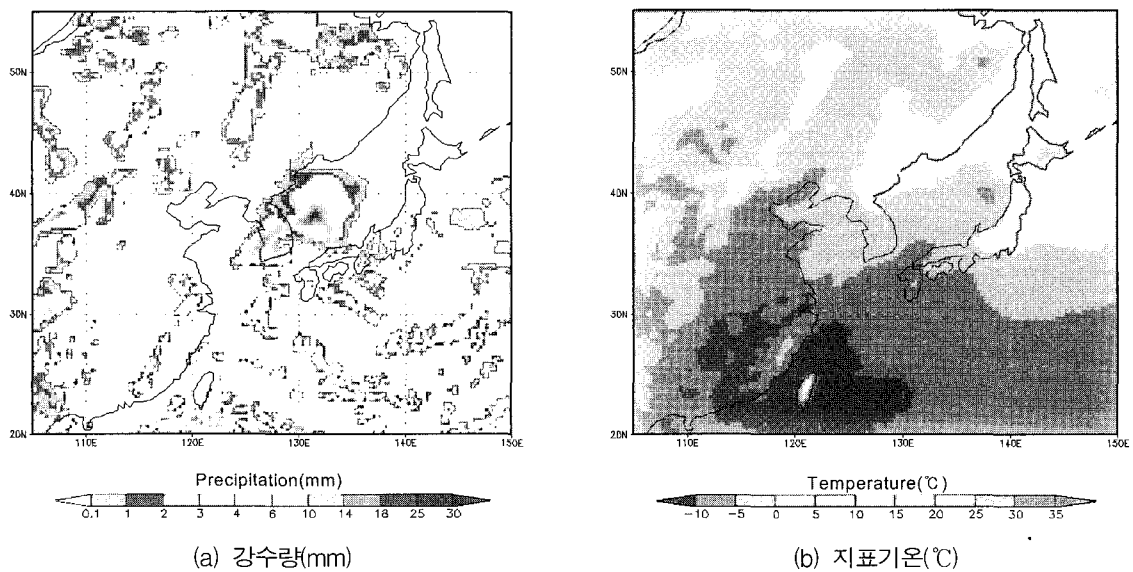 50N
40N
30N
20N
110E 120E 130E 140E 150E
Precipitation(mm)
0.1 1 2 3 4 6 10 14 18 25 30
(a) 강수량(mm)
50N
40N
30N
20N
110E 120E 130E 140E 150E
Temperature(℃)
−10 −5 0 5 10 15 20 25 30 35
(b) 지표기온(℃)